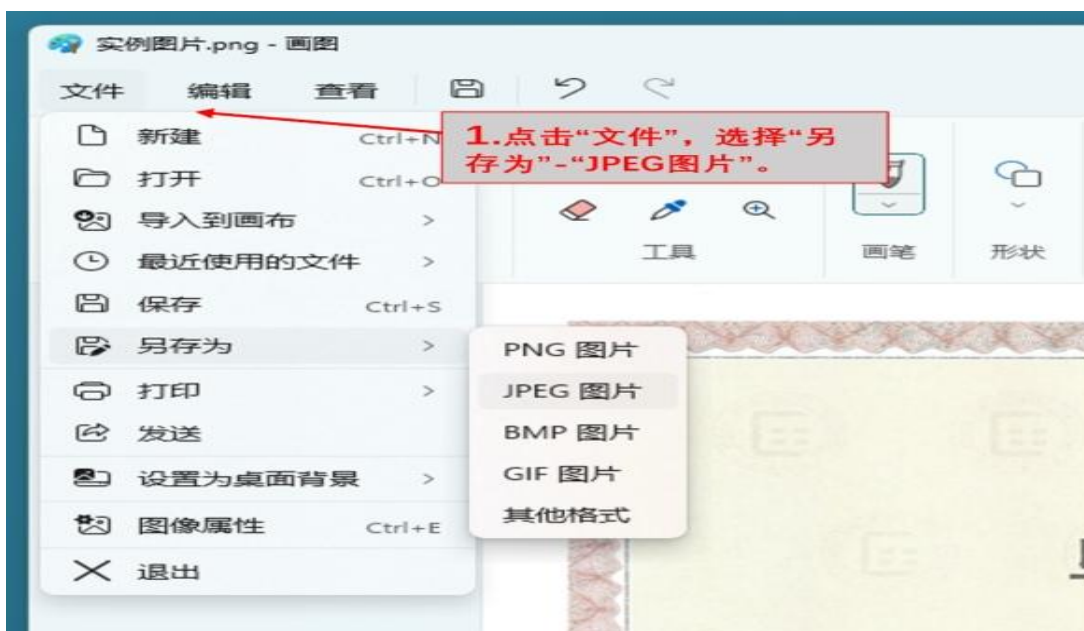 实例图片.png - 画图
文件 编辑 查看
1.点击“文件”，选择“另
存为”-“JPEG图片”。
新建 Ctrl+N
打开 Ctrl+O
导入到画布
最近使用的文件
保存 Ctrl+S
另存为
打印
发送
设置为桌面背景
图像属性 Ctrl+E
退出
PNG 图片
JPEG 图片
BMP 图片
GIF 图片
其他格式
工具
画笔
形状